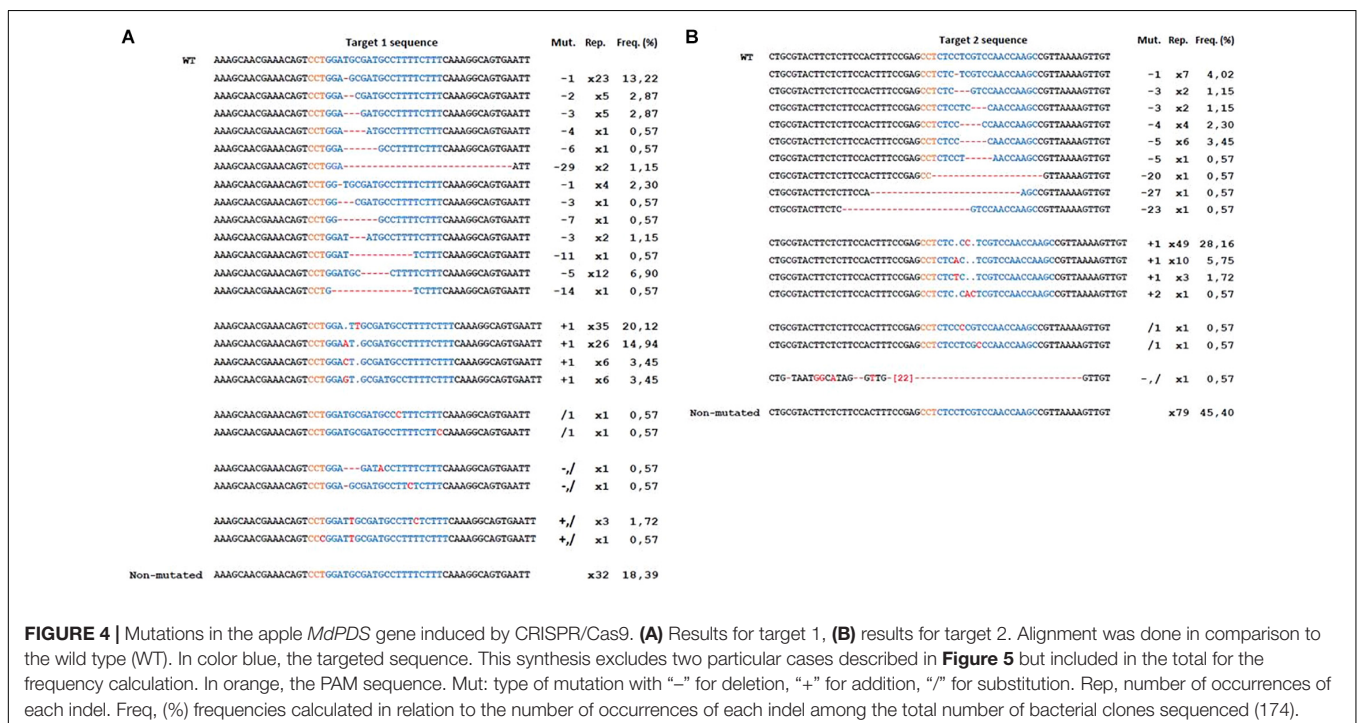 A
Target 1 sequence Mut. Rep. Freq. (%)
WT AAAGCAACGAAACAGTCCTGGATGCGATGCCTTTTCTTTCAAAGGCAGTGAATT
AAAGCAACGAAACAGTCCTGGA-GCGATGCCTTTTCTTTCAAAGGCAGTGAATT -1 x23 13,22
AAAGCAACGAAACAGTCCTGGA--CGATGCCTTTTCTTTCAAAGGCAGTGAATT -2 x5 2,87
AAAGCAACGAAACAGTCCTGGA---GATGCCTTTTCTTTCAAAGGCAGTGAATT -3 x5 2,87
AAAGCAACGAAACAGTCCTGGA----ATGCCTTTTCTTTCAAAGGCAGTGAATT -4 x1 0,57
AAAGCAACGAAACAGTCCTGGA------GCCTTTTCTTTCAAAGGCAGTGAATT -6 x1 0,57
AAAGCAACGAAACAGTCCTGGA-----------------------------ATT -29 x2 1,15
AAAGCAACGAAACAGTCCTGG-TGCGATGCCTTTTCTTTCAAAGGCAGTGAATT -1 x4 2,30
AAAGCAACGAAACAGTCCTGG---CGATGCCTTTTCTTTCAAAGGCAGTGAATT -3 x1 0,57
AAAGCAACGAAACAGTCCTGG-------GCCTTTTCTTTCAAAGGCAGTGAATT -7 x1 0,57
AAAGCAACGAAACAGTCCTGGAT---ATGCCTTTTCTTTCAAAGGCAGTGAATT -3 x2 1,15
AAAGCAACGAAACAGTCCTGGAT-----------TCTTTCAAAGGCAGTGAATT -11 x1 0,57
AAAGCAACGAAACAGTCCTGGATGC-----CTTTTCTTTCAAAGGCAGTGAATT -5 x12 6,90
AAAGCAACGAAACAGTCCTG--------------TCTTTCAAAGGCAGTGAATT -14 x1 0,57
AAAGCAACGAAACAGTCCTGGA.TTGCGATGCCTTTTCTTTCAAAGGCAGTGAATT +1 x35 20,12
AAAGCAACGAAACAGTCCTGGAAT.GCGATGCCTTTTCTTTCAAAGGCAGTGAATT +1 x26 14,94
AAAGCAACGAAACAGTCCTGGACT.GCGATGCCTTTTCTTTCAAAGGCAGTGAATT +1 x6 3,45
AAAGCAACGAAACAGTCCTGGAGT.GCGATGCCTTTTCTTTCAAAGGCAGTGAATT +1 x6 3,45
AAAGCAACGAAACAGTCCTGGATGCGATGCCCTTTCTTTCAAAGGCAGTGAATT /1 x1 0,57
AAAGCAACGAAACAGTCCTGGATGCGATGCCTTTTCTTCCAAAGGCAGTGAATT /1 x1 0,57
AAAGCAACGAAACAGTCCTGGA---GATACCTTTTCTTTCAAAGGCAGTGAATT -,/ x1 0,57
AAAGCAACGAAACAGTCCTGGA-GCGATGCCTTCTCTTTCAAAGGCAGTGAATT -,/ x1 0,57
AAAGCAACGAAACAGTCCTGGATTGCGATGCCTTCTCTTTCAAAGGCAGTGAATT +,/ x3 1,72
AAAGCAACGAAACAGTCCCGGATTGCGATGCCTTTTCTTTCAAAGGCAGTGAATT +,/ x1 0,57
Non-mutated AAAGCAACGAAACAGTCCTGGATGCGATGCCTTTTCTTTCAAAGGCAGTGAATT x32 18,39
B
Target 2 sequence Mut. Rep. Freq. (%)
WT CTGCGTACTTCTCTTCCACTTTCCGAGCCTCTCCTCGTCCAACCAAGCCGTTAAAAGTTGT
CTGCGTACTTCTCTTCCACTTTCCGAGCCTCTC-TCGTCCAACCAAGCCGTTAAAAGTTGT -1 x7 4,02
CTGCGTACTTCTCTTCCACTTTCCGAGCCTCTC---GTCCAACCAAGCCGTTAAAAGTTGT -3 x2 1,15
CTGCGTACTTCTCTTCCACTTTCCGAGCCTCTCCTC---CAACCAAGCCGTTAAAAGTTGT -3 x2 1,15
CTGCGTACTTCTCTTCCACTTTCCGAGCCTCTCC----CCAACCAAGCCGTTAAAAGTTGT -4 x4 2,30
CTGCGTACTTCTCTTCCACTTTCCGAGCCTCTCC-----CAACCAAGCCGTTAAAAGTTGT -5 x6 3,45
CTGCGTACTTCTCTTCCACTTTCCGAGCCTCTCCT-----AACCAAGCCGTTAAAAGTTGT -5 x1 0,57
CTGCGTACTTCTCTTCCACTTTCCGAGCC--------------------GTTAAAAGTTGT -20 x1 0,57
CTGCGTACTTCTCTTCCA---------------------------AGCCGTTAAAAGTTGT -27 x1 0,57
CTGCGTACTTCTC-----------------------GTCCAACCAAGCCGTTAAAAGTTGT -23 x1 0,57
CTGCGTACTTCTCTTCCACTTTCCGAGCCTCTC.CC.TCGTCCAACCAAGCCGTTAAAAGTTGT +1 x49 28,16
CTGCGTACTTCTCTTCCACTTTCCGAGCCTCTCAC..TCGTCCAACCAAGCCGTTAAAAGTTGT +1 x10 5,75
CTGCGTACTTCTCTTCCACTTTCCGAGCCTCTCTC..TCGTCCAACCAAGCCGTTAAAAGTTGT +1 x3 1,72
CTGCGTACTTCTCTTCCACTTTCCGAGCCTCTC.CACTCGTCCAACCAAGCCGTTAAAAGTTGT +2 x1 0,57
CTGCGTACTTCTCTTCCACTTTCCGAGCCTCTCCCCGTCCAACCAAGCCGTTAAAAGTTGT /1 x1 0,57
CTGCGTACTTCTCTTCCACTTTCCGAGCCTCTCCTCGCCCAACCAAGCCGTTAAAAGTTGT /1 x1 0,57
CTG-TAATGGCATAG--GTTG-[22]------------------------------GTTGT -,/ x1 0,57
Non-mutated CTGCGTACTTCTCTTCCACTTTCCGAGCCTCTCCTCGTCCAACCAAGCCGTTAAAAGTTGT x79 45,40
FIGURE 4 | Mutations in the apple MdPDS gene induced by CRISPR/Cas9. (A) Results for target 1, (B) results for target 2. Alignment was done in comparison to
the wild type (WT). In color blue, the targeted sequence. This synthesis excludes two particular cases described in Figure 5 but included in the total for the
frequency calculation. In orange, the PAM sequence. Mut: type of mutation with “–” for deletion, “+” for addition, “/” for substitution. Rep, number of occurrences of
each indel. Freq, (%) frequencies calculated in relation to the number of occurrences of each indel among the total number of bacterial clones sequenced (174).